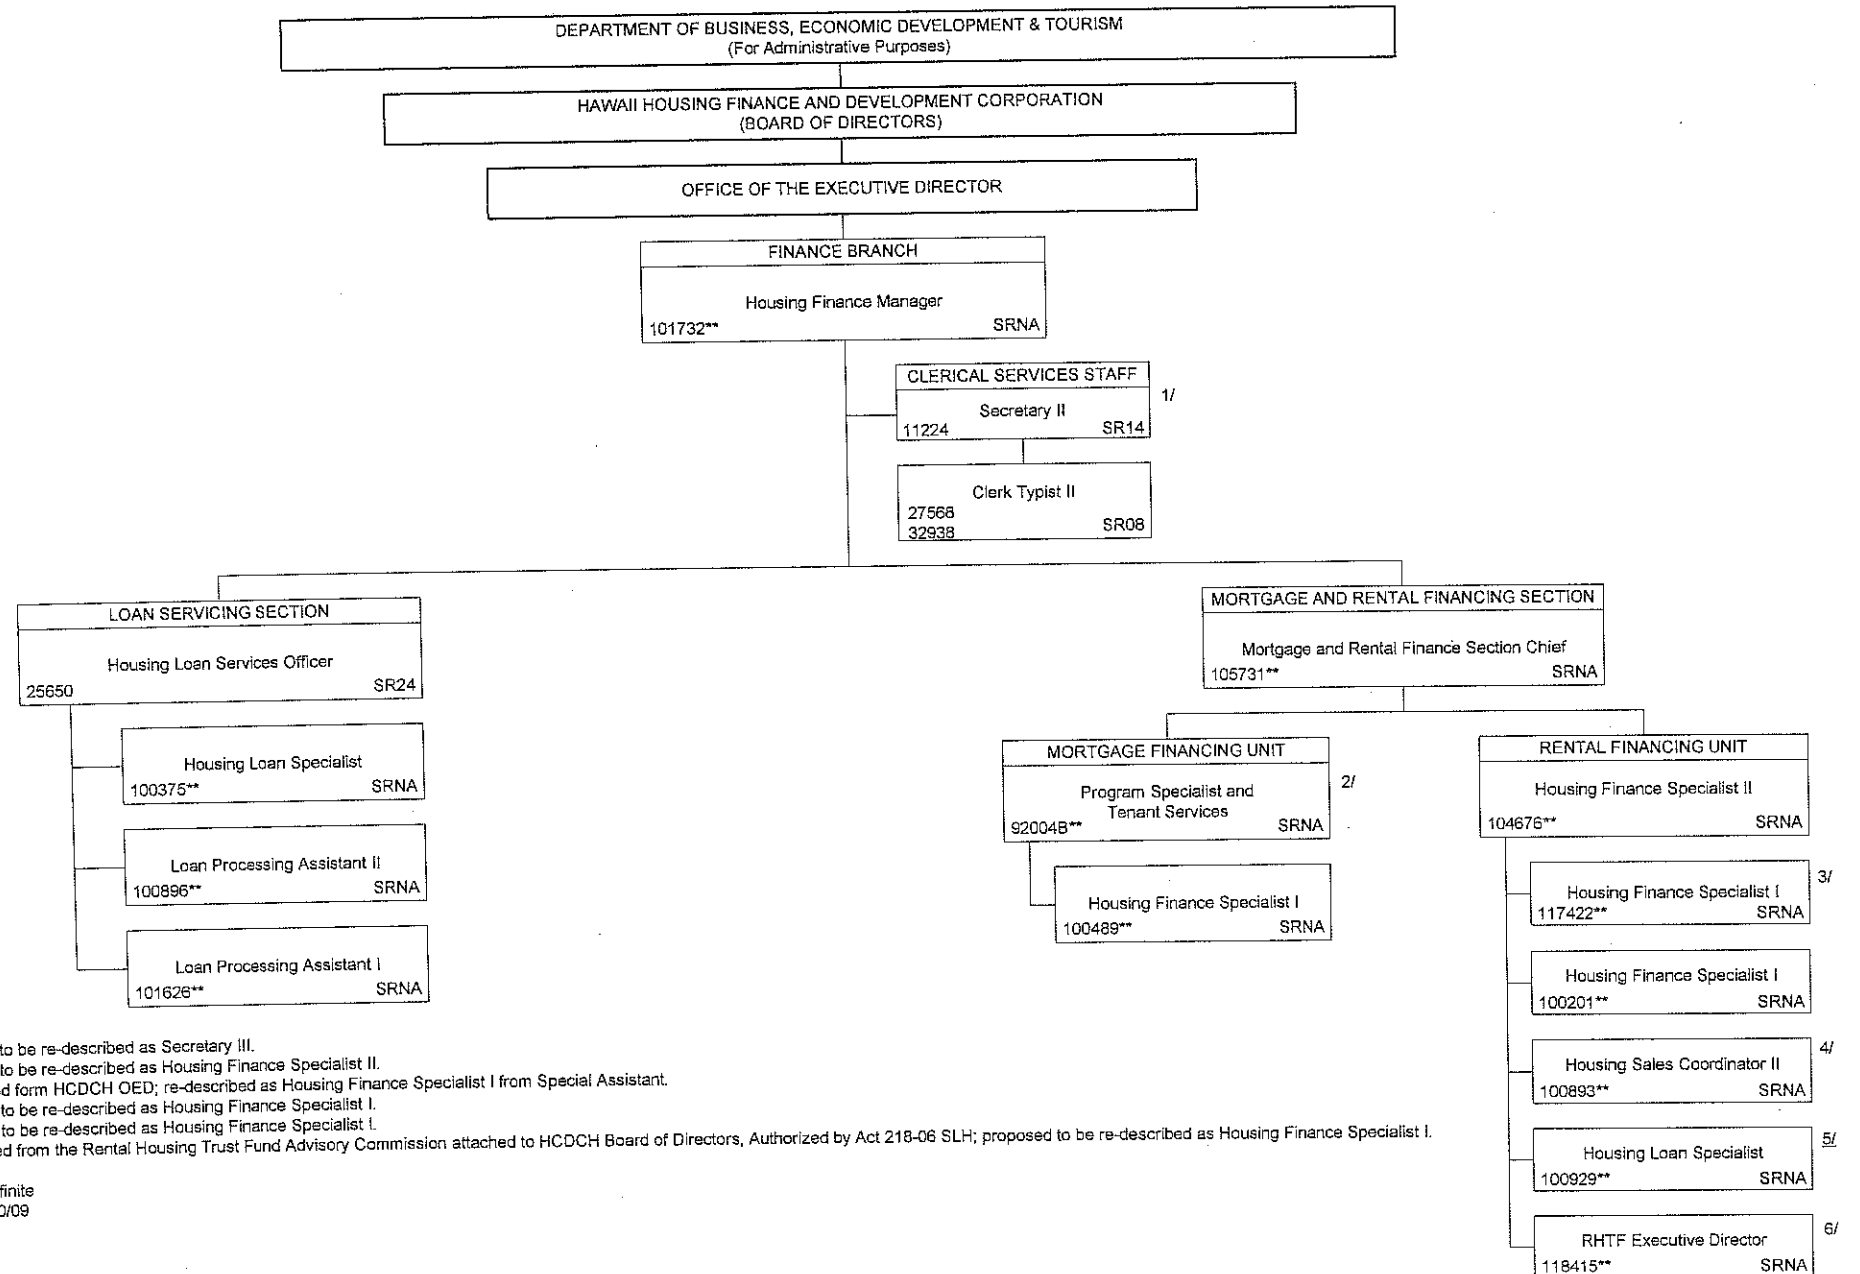 DEPARTMENT OF BUSINESS, ECONOMIC DEVELOPMENT & TOURISM
(For Administrative Purposes)
HAWAII HOUSING FINANCE AND DEVELOPMENT CORPORATION
(BOARD OF DIRECTORS)
OFFICE OF THE EXECUTIVE DIRECTOR
FINANCE BRANCH
Housing Finance Manager
101732** SRNA
CLERICAL SERVICES STAFF
1/
Secretary II
11224 SR14
Clerk Typist II
27568
32938 SR08
LOAN SERVICING SECTION
Housing Loan Services Officer
25650 SR24
Housing Loan Specialist
100375** SRNA
Loan Processing Assistant II
100896** SRNA
Loan Processing Assistant I
101626** SRNA
MORTGAGE AND RENTAL FINANCING SECTION
Mortgage and Rental Finance Section Chief
105731** SRNA
MORTGAGE FINANCING UNIT
2/
Program Specialist and
Tenant Services
92004B** SRNA
Housing Finance Specialist I
100489** SRNA
RENTAL FINANCING UNIT
Housing Finance Specialist II
104676** SRNA
3/
Housing Finance Specialist I
117422** SRNA
Housing Finance Specialist I
100201** SRNA
4/
Housing Sales Coordinator II
100893** SRNA
5/
Housing Loan Specialist
100929** SRNA
6/
RHTF Executive Director
118415** SRNA
to be re-described as Secretary III.
to be re-described as Housing Finance Specialist II.
d form HCDCH OED; re-described as Housing Finance Specialist I from Special Assistant.
to be re-described as Housing Finance Specialist I.
to be re-described as Housing Finance Specialist I.
ed from the Rental Housing Trust Fund Advisory Commission attached to HCDCH Board of Directors, Authorized by Act 218-06 SLH; proposed to be re-described as Housing Finance Specialist I.
finite
0/09